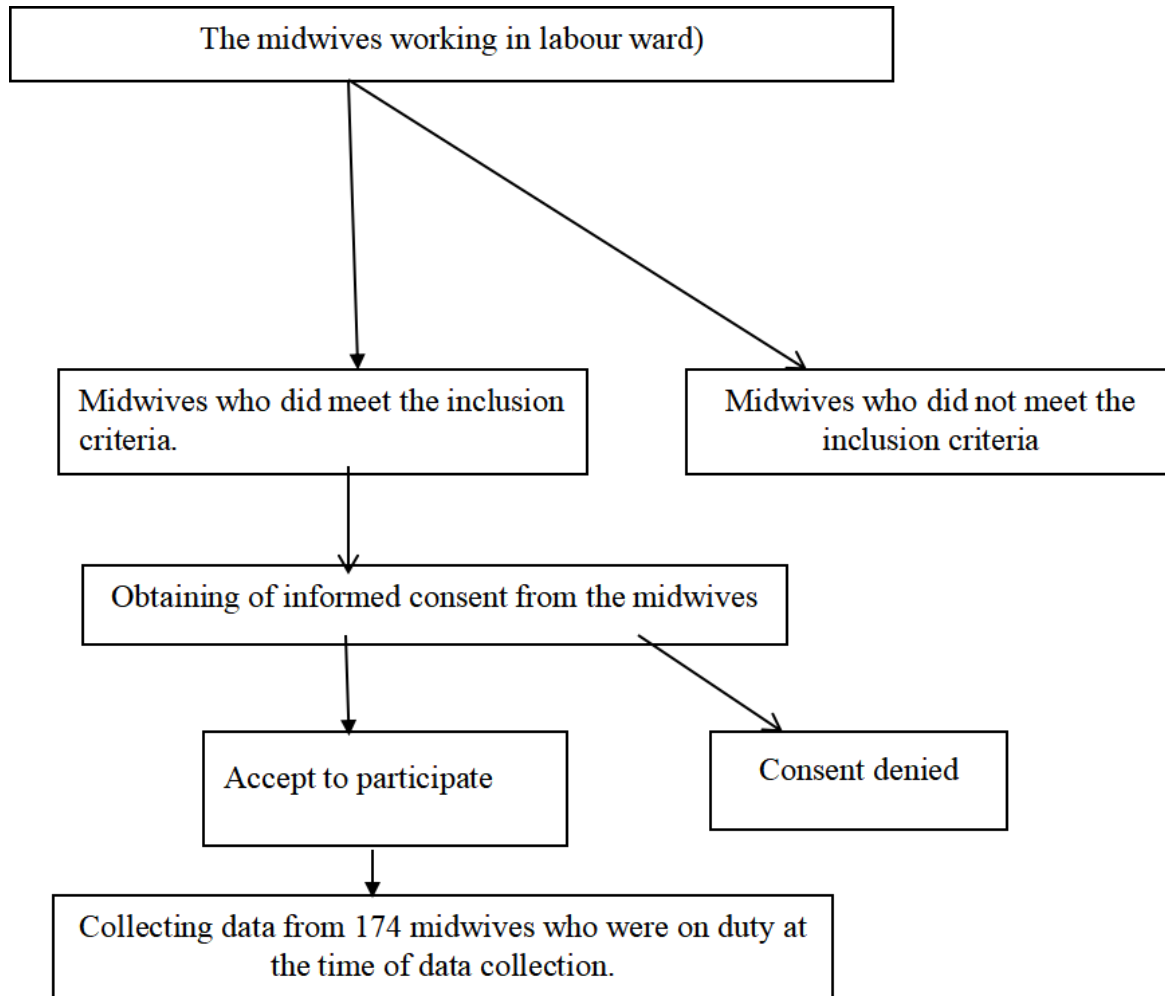 The midwives working in labour ward)
Midwives who did meet the inclusion
criteria.
Midwives who did not meet the
inclusion criteria
Obtaining of informed consent from the midwives
Accept to participate
Consent denied
Collecting data from 174 midwives who were on duty at
the time of data collection.